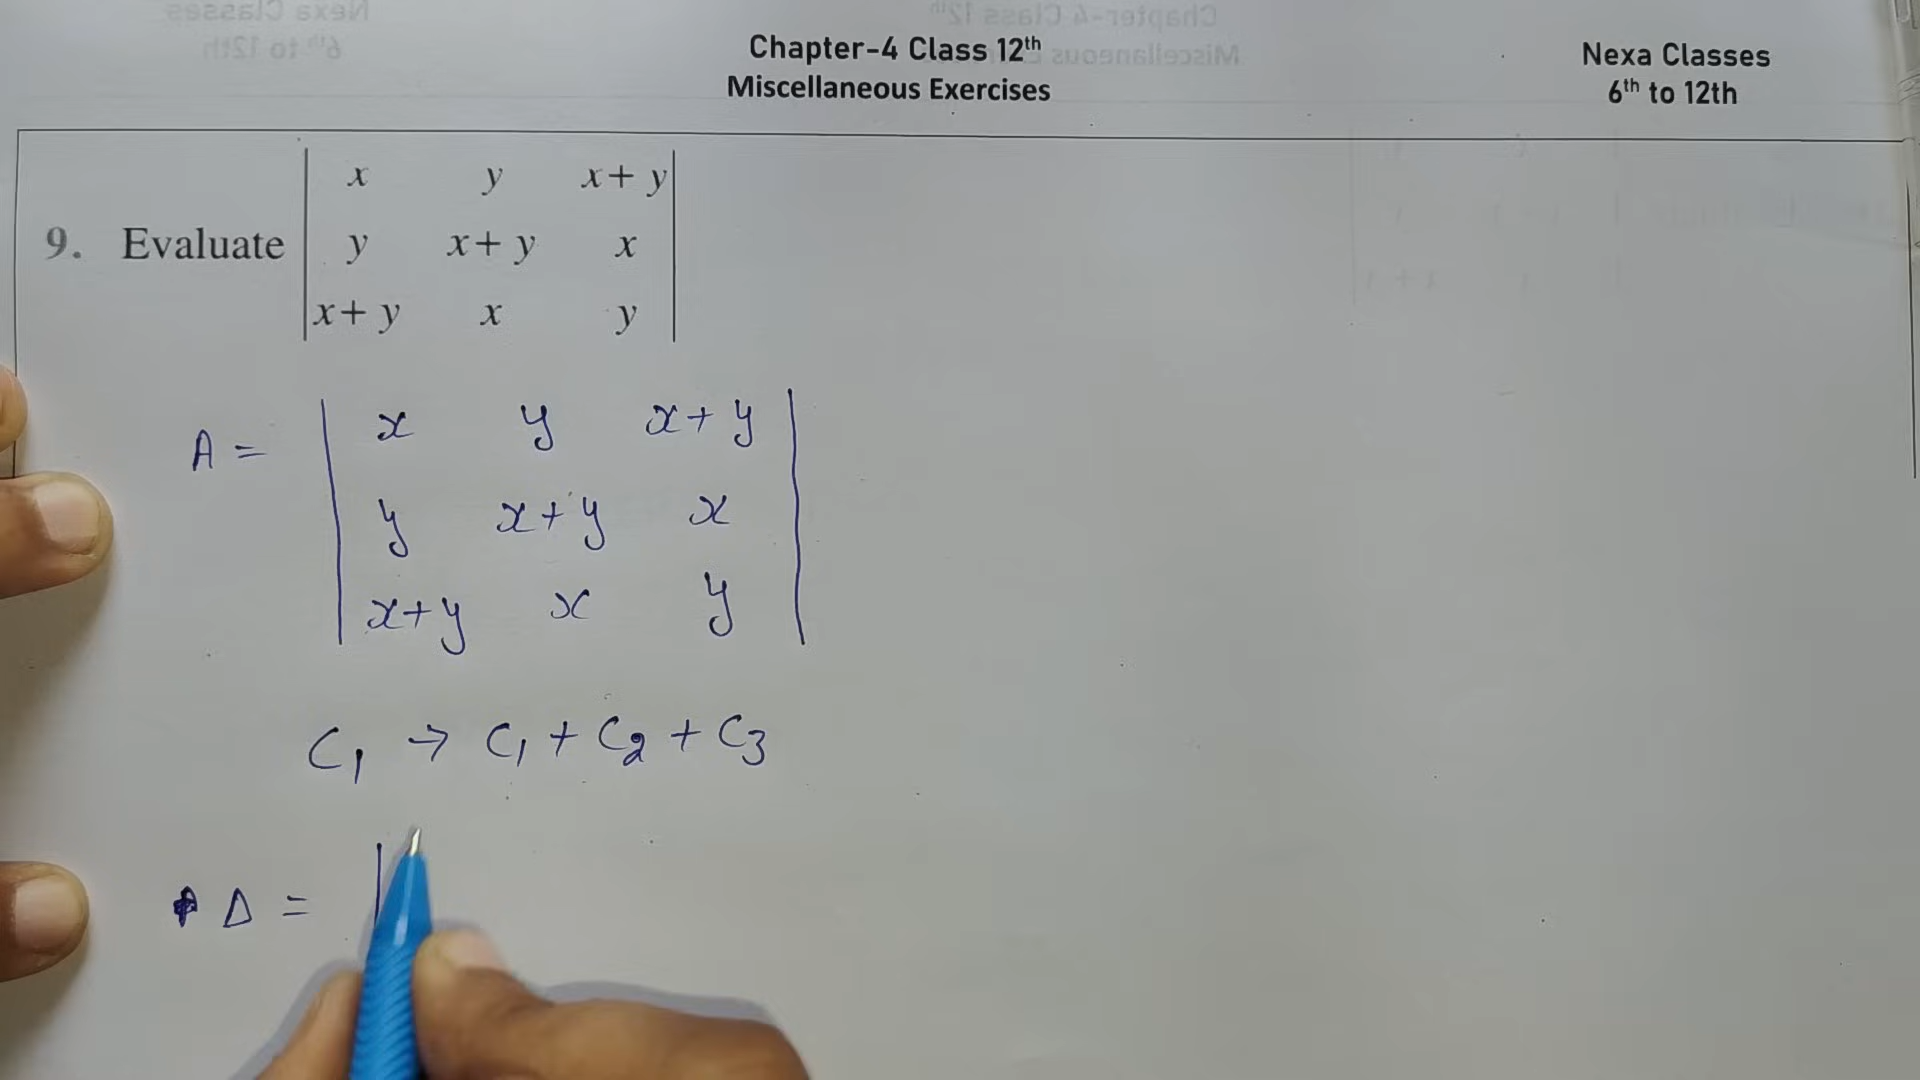 Chapter-4 Class 12th
Miscellaneous Exercises
Nexa Classes
6th to 12th
9. Evaluate
x y x+ y
y x+ y x
x+ y x y
A =
x y x+y
y x+y x
x+y x y
C1 → C1 + C2 + C3
Δ =